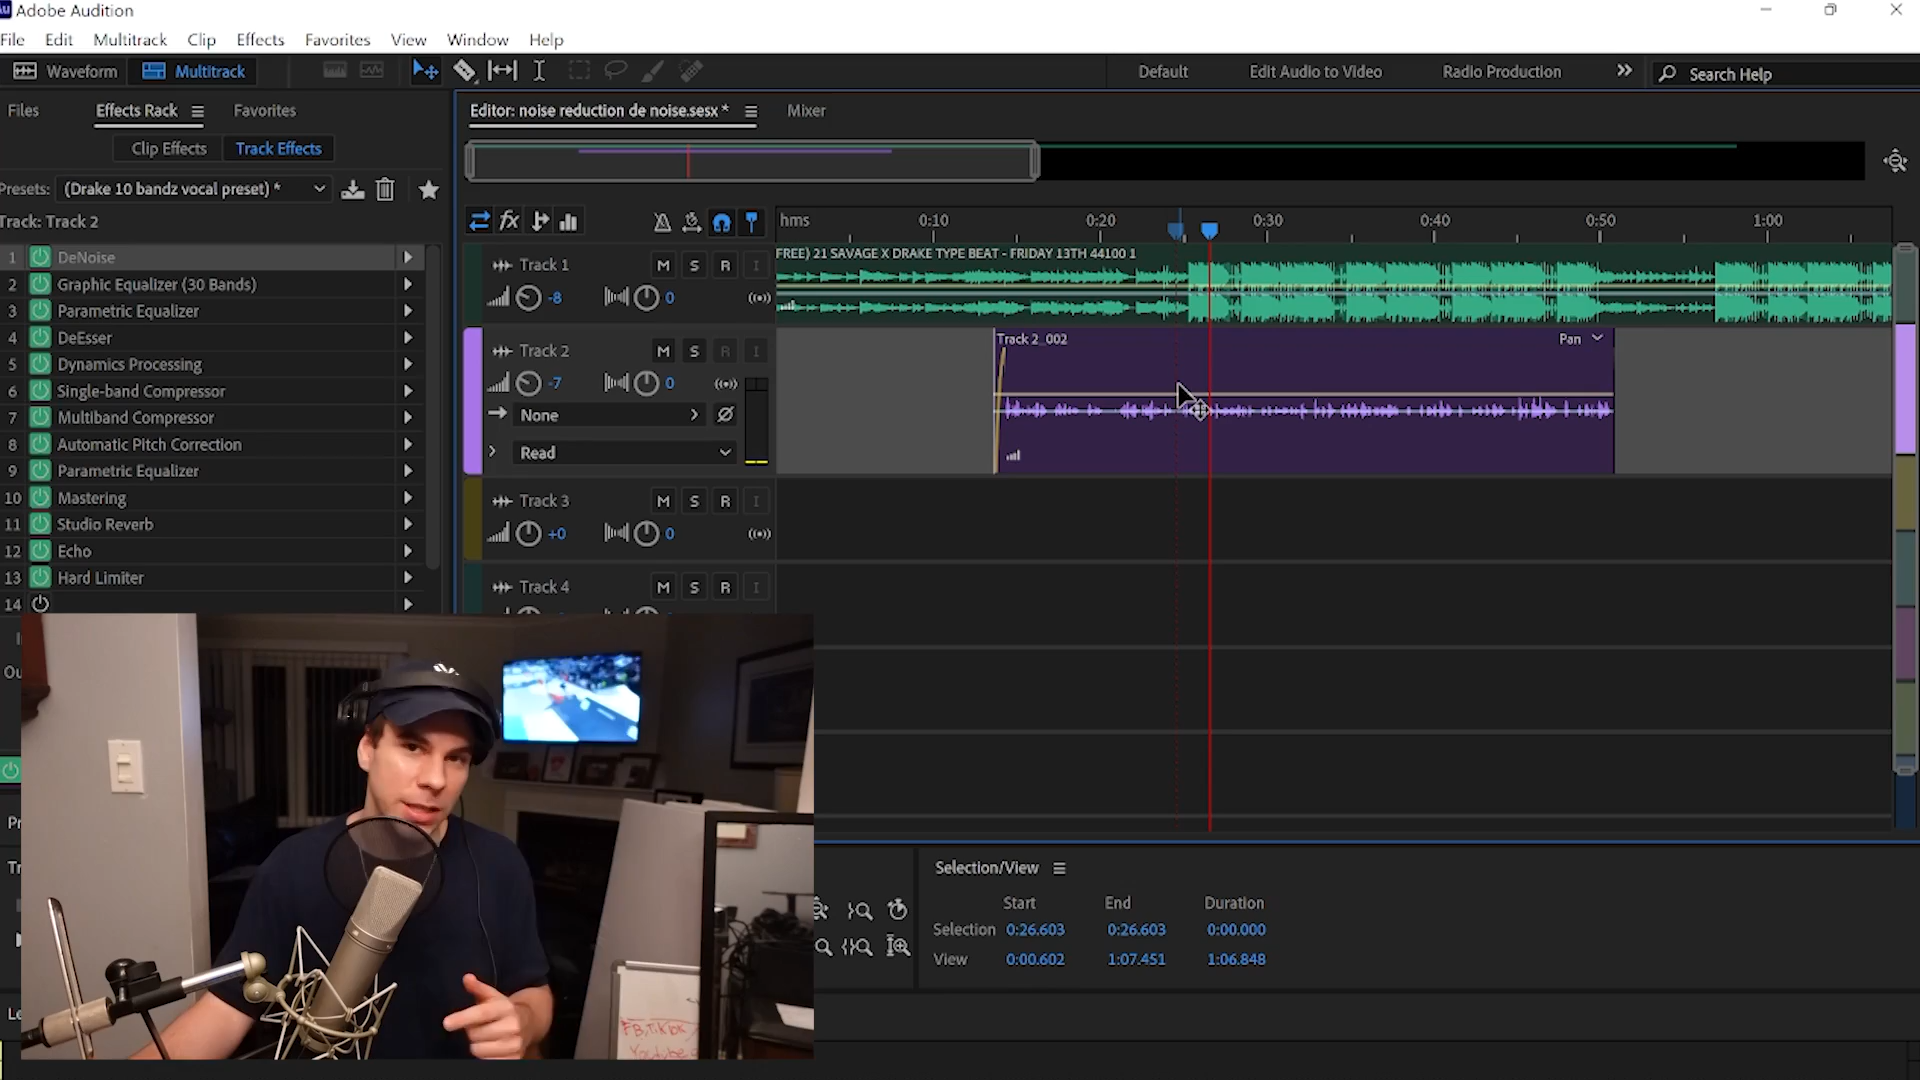 Au Adobe Audition
File Edit Multitrack Clip Effects Favorites View Window Help
Waveform Multitrack Default Edit Audio to Video Radio Production Search Help
Files Effects Rack Favorites Editor: noise reduction de noise.sesx * Mixer
Clip Effects Track Effects
Presets: (Drake 10 bandz vocal preset) *
Track: Track 2
hms 0:10 0:20 0:30 0:40 0:50 1:00
1 DeNoise
2 Graphic Equalizer (30 Bands)
3 Parametric Equalizer
4 DeEsser
5 Dynamics Processing
6 Single-band Compressor
7 Multiband Compressor
8 Automatic Pitch Correction
9 Parametric Equalizer
10 Mastering
11 Studio Reverb
12 Echo
13 Hard Limiter
14
FREE) 21 SAVAGE X DRAKE TYPE BEAT - FRIDAY 13TH 44100 1
Track 1 M S R I
-8 0
Track 2_002 Pan
Track 2 M S R I
-7 0
None
Read
Track 3 M S R I
+0 0
Track 4 M S R I
Selection/View
Start End Duration
Selection 0:26.603 0:26.603 0:00.000
View 0:00.602 1:07.451 1:06.848
FB,TikTok
Youtube